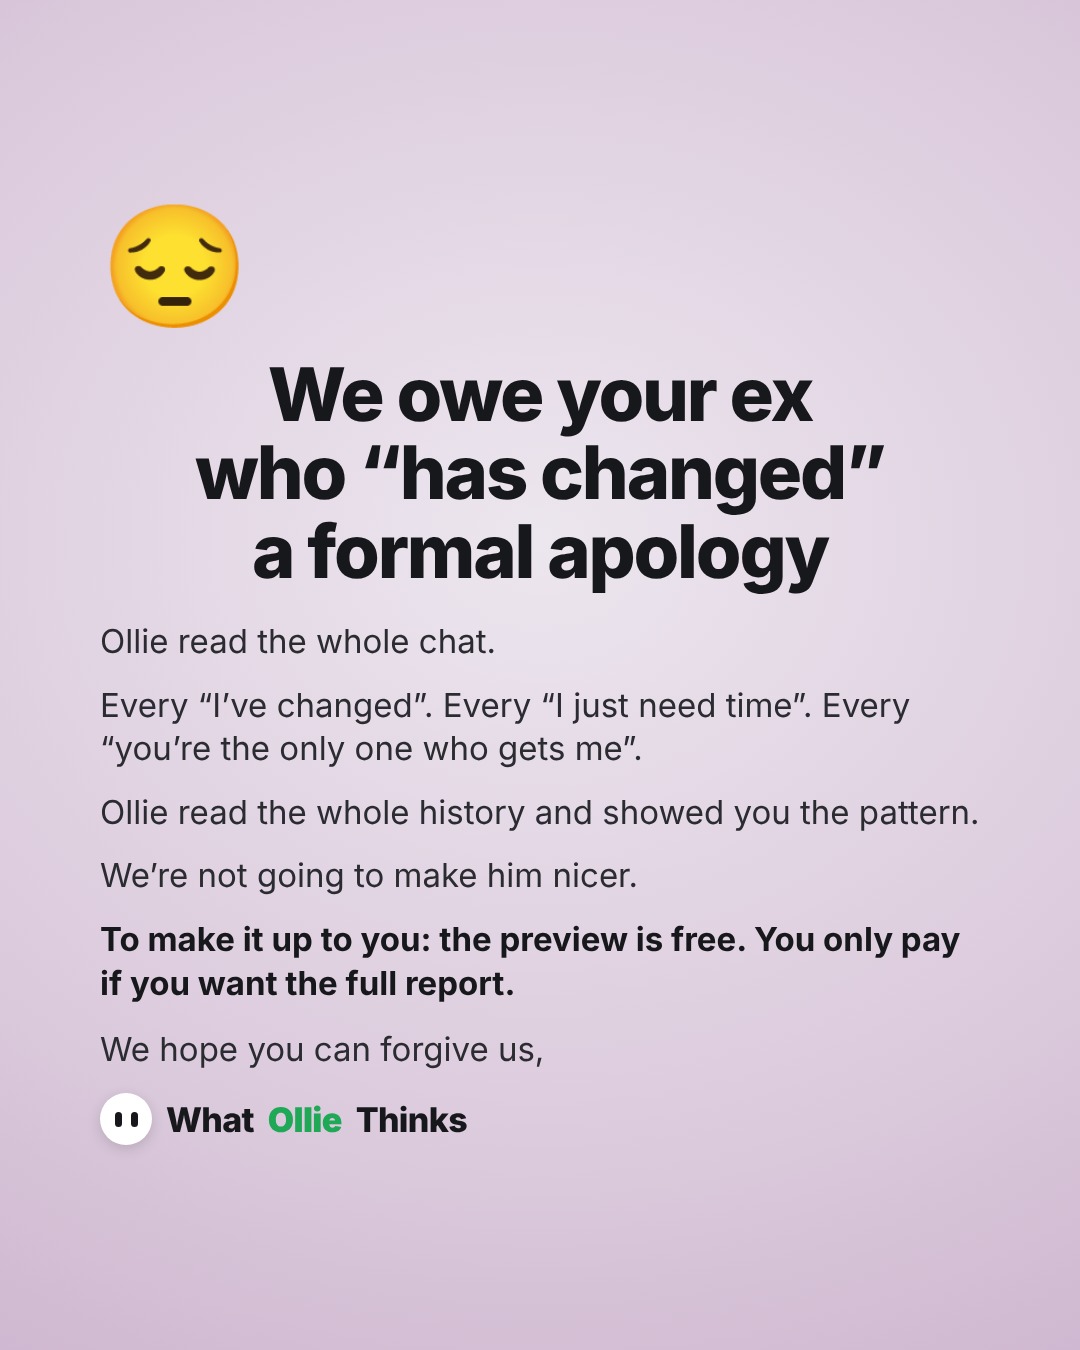 We owe your ex
who “has changed”
a formal apology
Ollie read the whole chat.
Every “I’ve changed”. Every “I just need time”. Every
“you’re the only one who gets me”.
Ollie read the whole history and showed you the pattern.
We’re not going to make him nicer.
To make it up to you: the preview is free. You only pay
if you want the full report.
We hope you can forgive us,
What Ollie Thinks